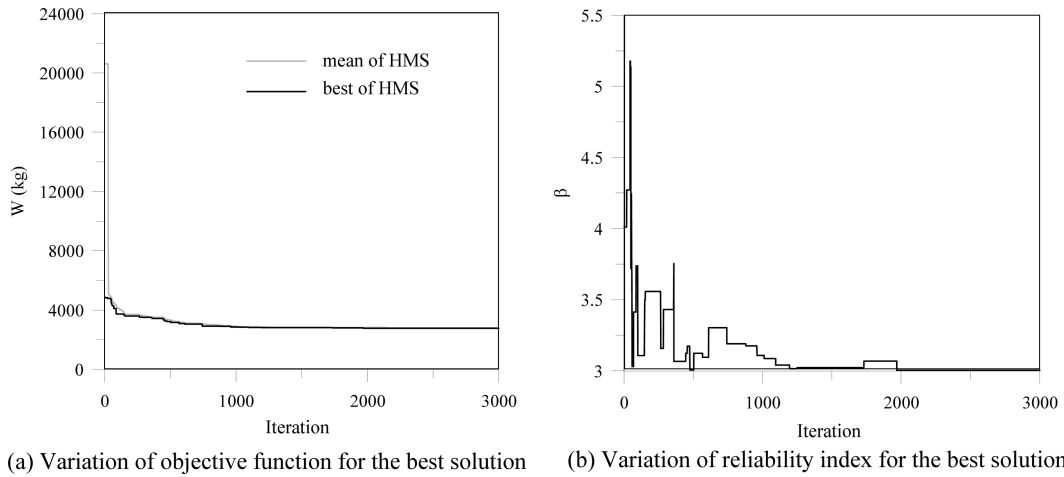 24000
20000
16000
12000
8000
4000
0
W (kg)
mean of HMS
best of HMS
0 1000 2000 3000
Iteration
(a) Variation of objective function for the best solution
5.5
5
4.5
4
3.5
3
β
0 1000 2000 3000
Iteration
(b) Variation of reliability index for the best solution